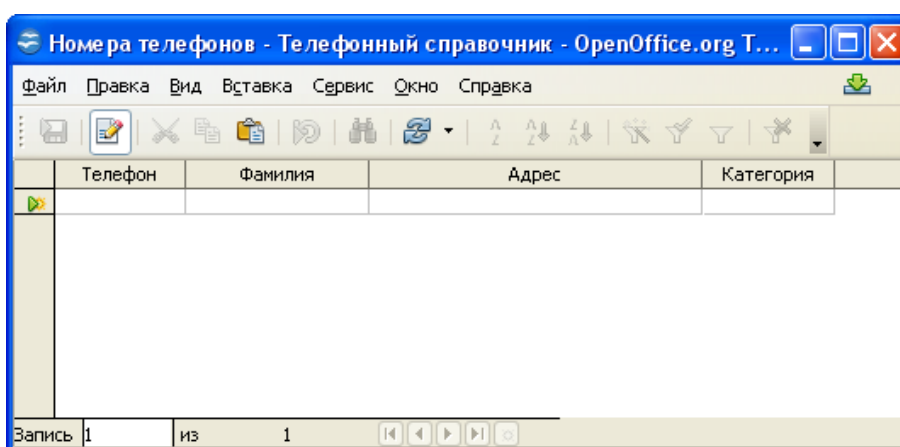 Номера телефонов - Телефонный справочник - OpenOffice.org T...
Файл Правка Вид Вставка Сервис Окно Справка
Телефон Фамилия Адрес Категория
Запись 1 из 1